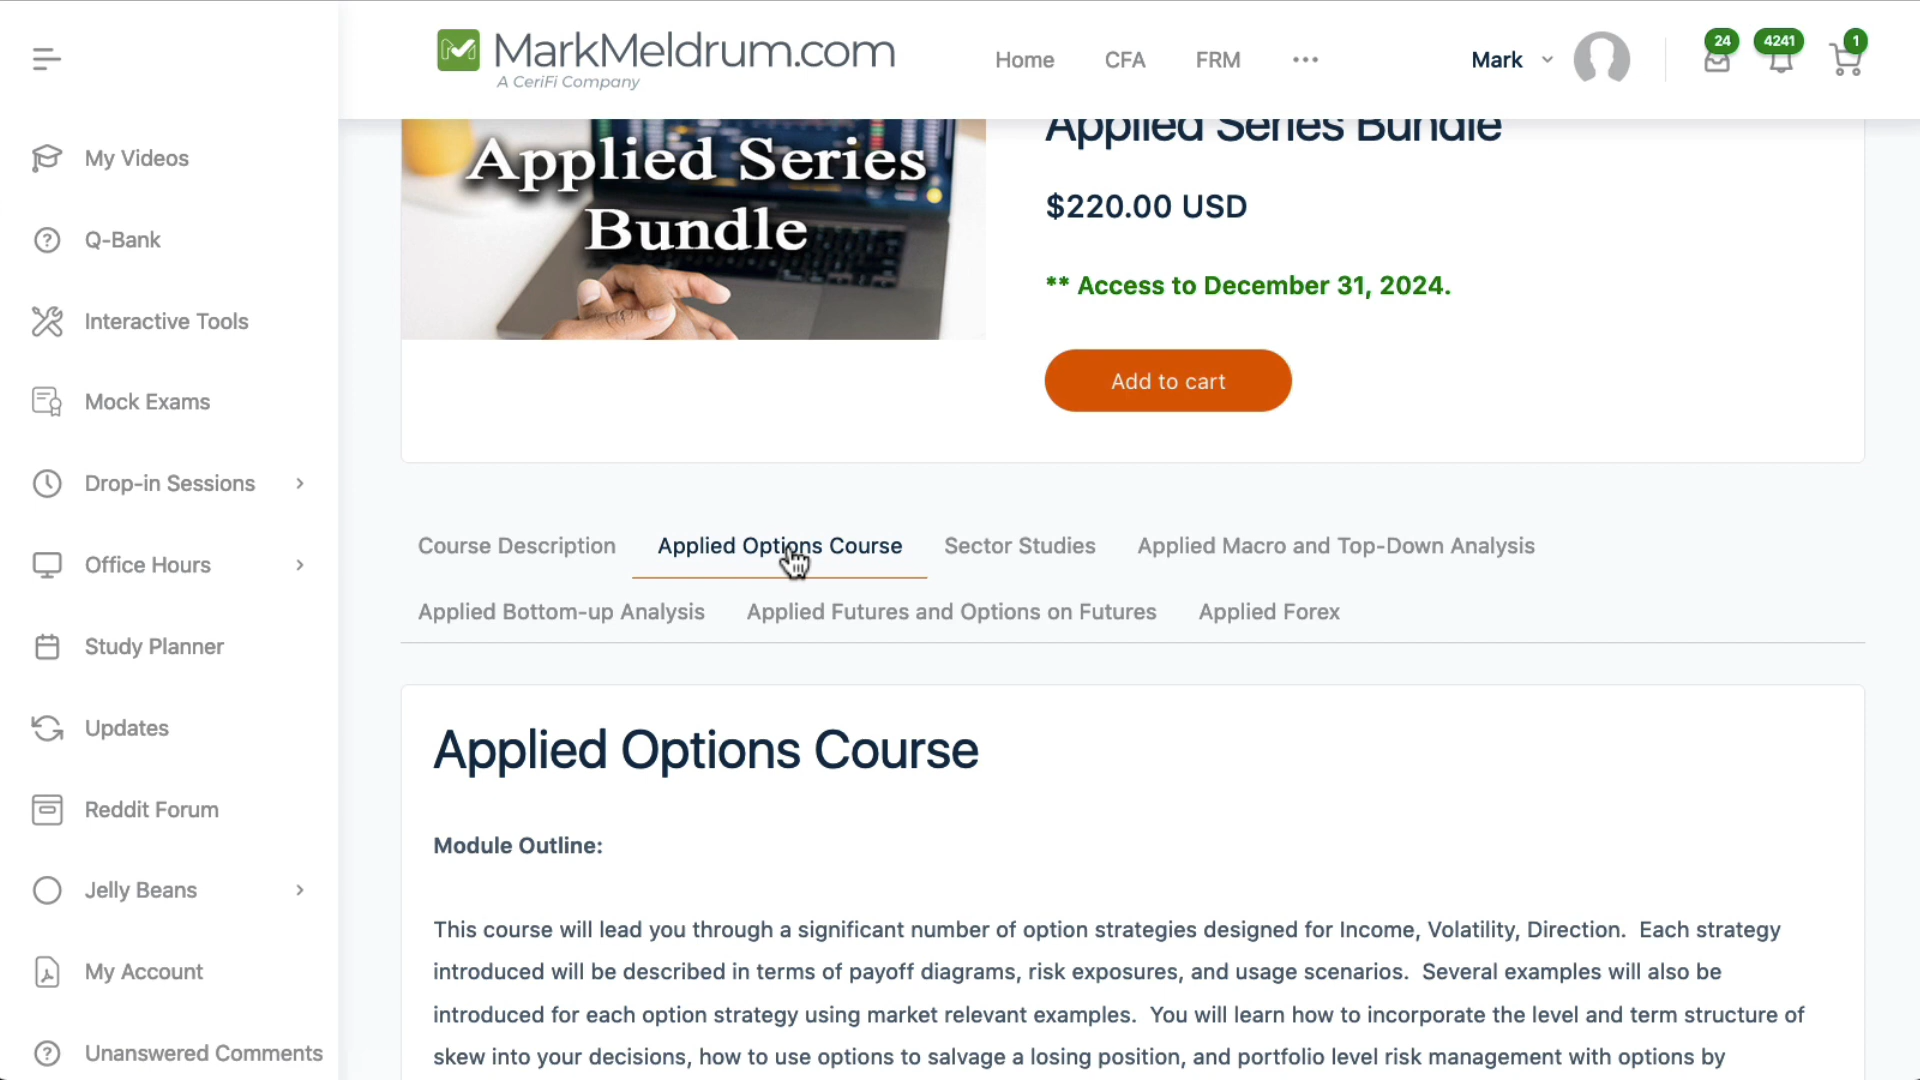 MarkMeldrum.com
A CeriFi Company
Home
CFA
FRM
Mark
24
4241
1
My Videos
Q-Bank
Interactive Tools
Mock Exams
Drop-in Sessions
Office Hours
Study Planner
Updates
Reddit Forum
Jelly Beans
My Account
Unanswered Comments
Applied Series
Bundle
Applied Series Bundle
$220.00 USD
** Access to December 31, 2024.
Add to cart
Course Description
Applied Options Course
Sector Studies
Applied Macro and Top-Down Analysis
Applied Bottom-up Analysis
Applied Futures and Options on Futures
Applied Forex
Applied Options Course
Module Outline:
This course will lead you through a significant number of option strategies designed for Income, Volatility, Direction.  Each strategy
introduced will be described in terms of payoff diagrams, risk exposures, and usage scenarios.  Several examples will also be
introduced for each option strategy using market relevant examples.  You will learn how to incorporate the level and term structure of
skew into your decisions, how to use options to salvage a losing position, and portfolio level risk management with options by